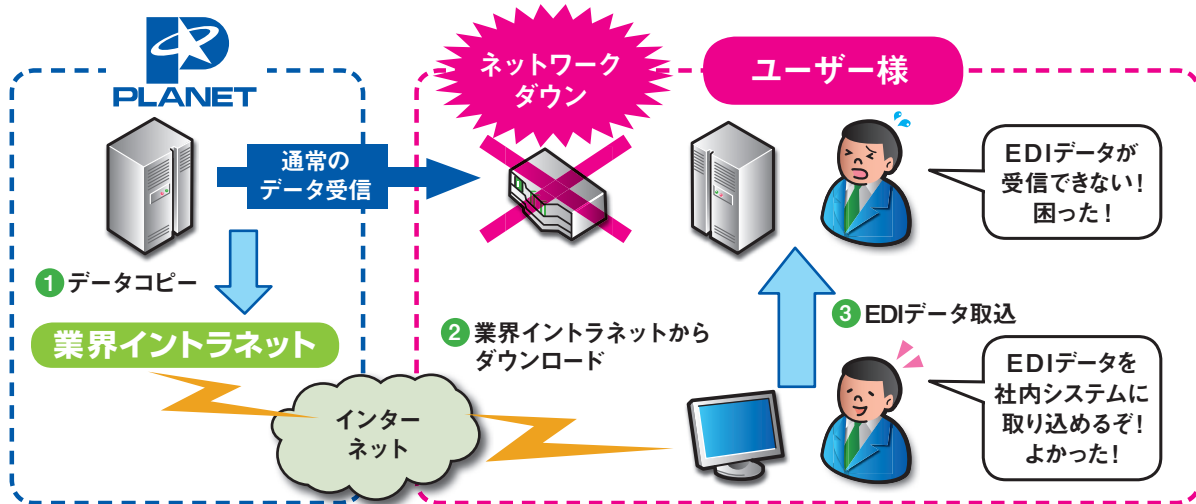 PLANET
ネットワーク
ダウン
ユーザー様
通常の
データ受信
EDIデータが
受信できない!
困った!
1 データコピー
業界イントラネット
2 業界イントラネットから
ダウンロード
3 EDIデータ取込
インター
ネット
EDIデータを
社内システムに
取り込めるぞ!
よかった!